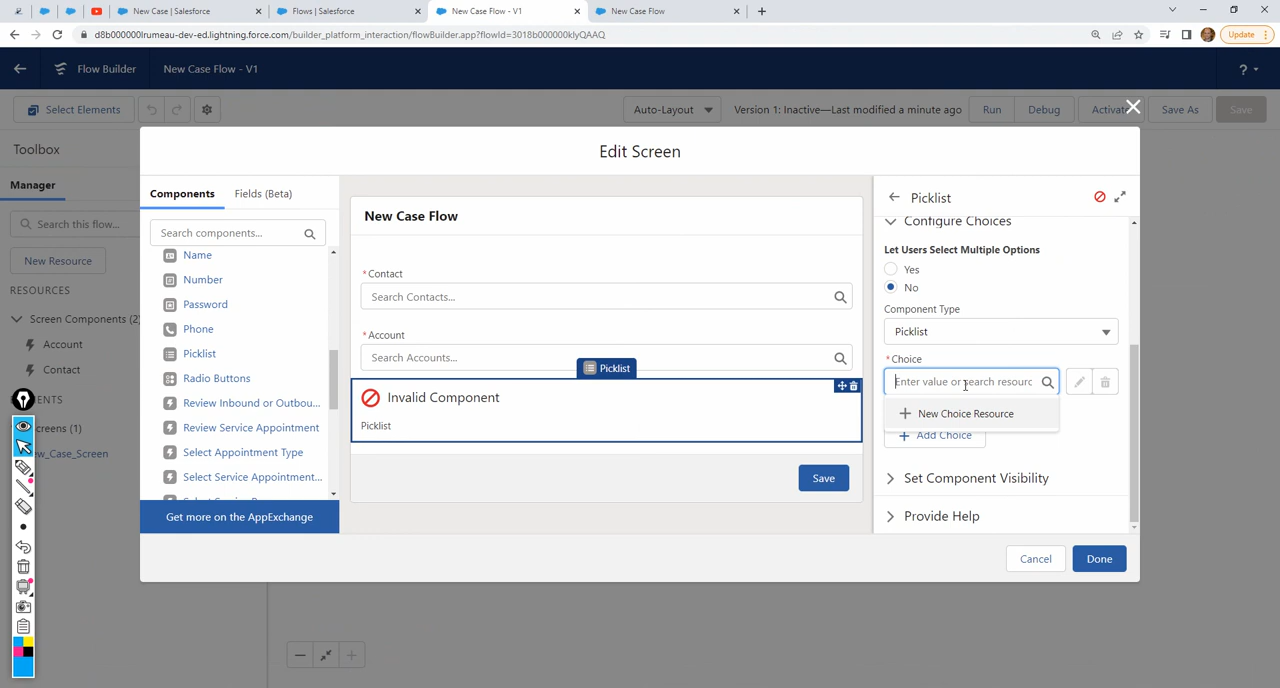 New Case | Salesforce
Flows | Salesforce
New Case Flow - V1
New Case Flow
d8b000000lrumeau-dev-ed.lightning.force.com/builder_platform_interaction/flowBuilder.app?flowId=3018b000000klyQAAQ
Update
Flow Builder
New Case Flow - V1
?
Select Elements
Auto-Layout
Version 1: Inactive—Last modified a minute ago
Run
Debug
Activate
Save As
Save
Toolbox
Manager
Search this flow...
New Resource
RESOURCES
Screen Components (2)
Account
Contact
ENTS
creens (1)
ew_Case_Screen
Edit Screen
Components
Fields (Beta)
Search components...
Name
Number
Password
Phone
Picklist
Radio Buttons
Review Inbound or Outbou...
Review Service Appointment
Select Appointment Type
Select Service Appointment...
Get more on the AppExchange
New Case Flow
* Contact
Search Contacts...
* Account
Search Accounts...
Picklist
Invalid Component
Picklist
Save
Picklist
Configure Choices
Let Users Select Multiple Options
Yes
No
Component Type
Picklist
* Choice
Enter value or search resourc
New Choice Resource
Add Choice
Set Component Visibility
Provide Help
Cancel
Done